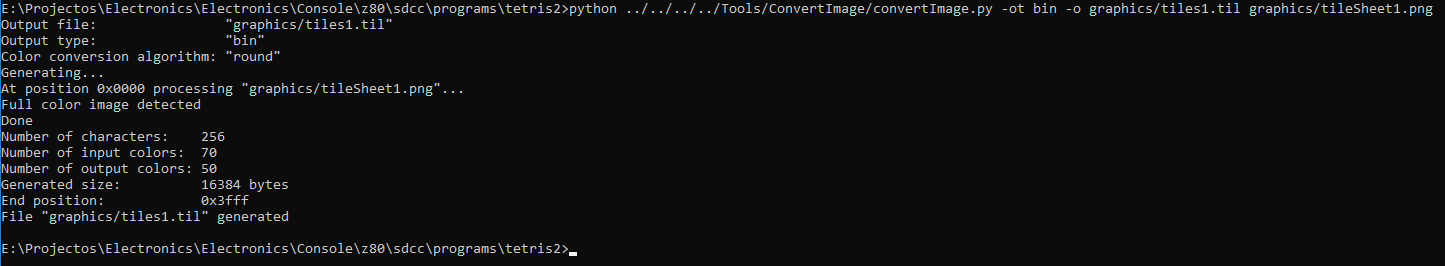 E:\Projectos\Electronics\Electronics\Console\z80\sdcc\programs\tetris2>python ../../../../Tools/ConvertImage/convertImage.py -ot bin -o graphics/tiles1.til graphics/tileSheet1.png
Output file:                "graphics/tiles1.til"
Output type:                "bin"
Color conversion algorithm: "round"
Generating...
At position 0x0000 processing "graphics/tileSheet1.png"...
Full color image detected
Done
Number of characters:    256
Number of input colors:  70
Number of output colors: 50
Generated size:          16384 bytes
End position:            0x3fff
File "graphics/tiles1.til" generated
E:\Projectos\Electronics\Electronics\Console\z80\sdcc\programs\tetris2>